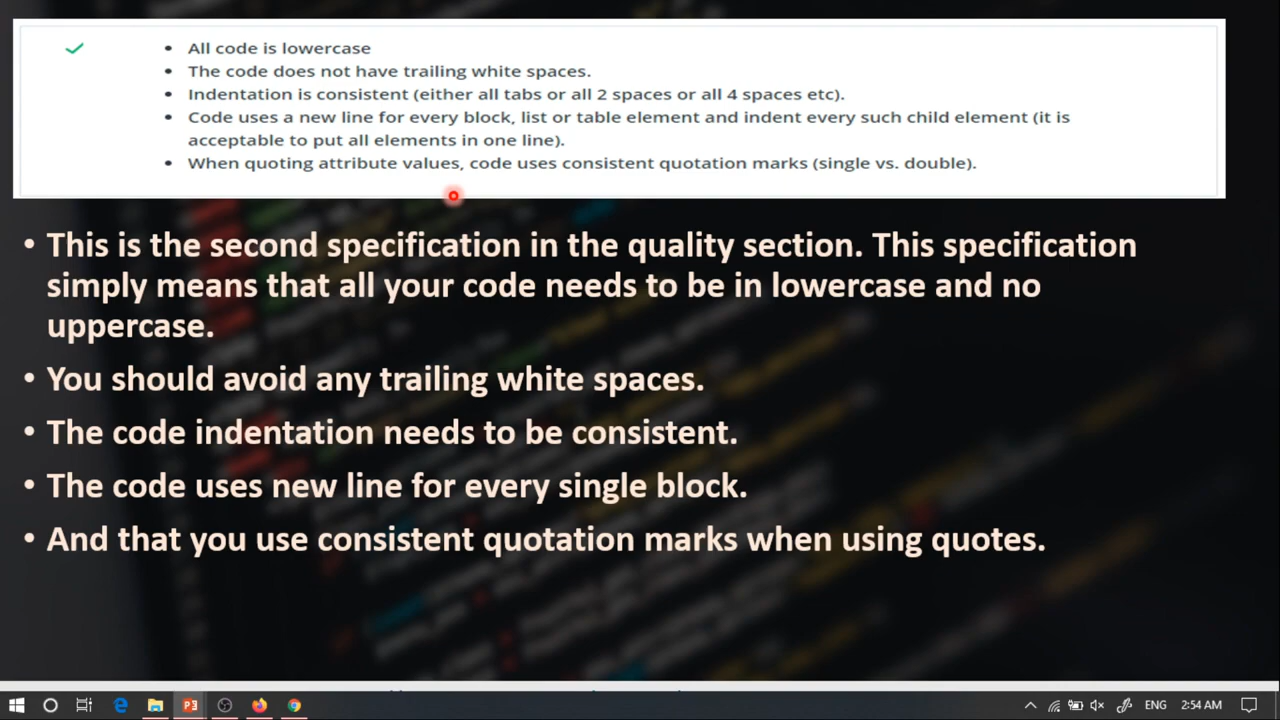 • All code is lowercase
• The code does not have trailing white spaces.
• Indentation is consistent (either all tabs or all 2 spaces or all 4 spaces etc).
• Code uses a new line for every block, list or table element and indent every such child element (it is
acceptable to put all elements in one line).
• When quoting attribute values, code uses consistent quotation marks (single vs. double).
• This is the second specification in the quality section. This specification
simply means that all your code needs to be in lowercase and no
uppercase.
• You should avoid any trailing white spaces.
• The code indentation needs to be consistent.
• The code uses new line for every single block.
• And that you use consistent quotation marks when using quotes.
ENG 2:54 AM